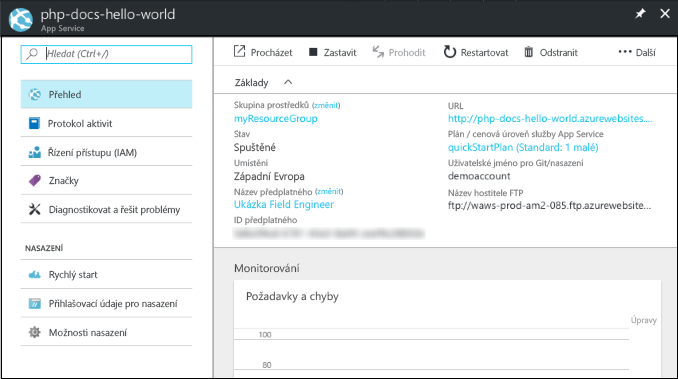 php-docs-hello-world
App Service
Hledat (Ctrl+/)
Přehled
Protokol aktivit
Řízení přístupu (IAM)
Značky
Diagnostikovat a řešit problémy
NASAZENÍ
Rychlý start
Přihlašovací údaje pro nasazení
Možnosti nasazení
Procházet
Zastavit
Prohodit
Restartovat
Odstranit
Další
Základy
Skupina prostředků (změnit)
myResourceGroup
Stav
Spuštěné
Umístění
Západní Evropa
Název předplatného (změnit)
Ukázka Field Engineer
ID předplatného
URL
http://php-docs-hello-world.azurewebsites....
Plán / cenová úroveň služby App Service
quickStartPlan (Standard: 1 malé)
Uživatelské jméno pro Git/nasazení
demoaccount
Název hostitele FTP
ftp://waws-prod-am2-085.ftp.azurewebsite...
Monitorování
Požadavky a chyby
Úpravy
100
80